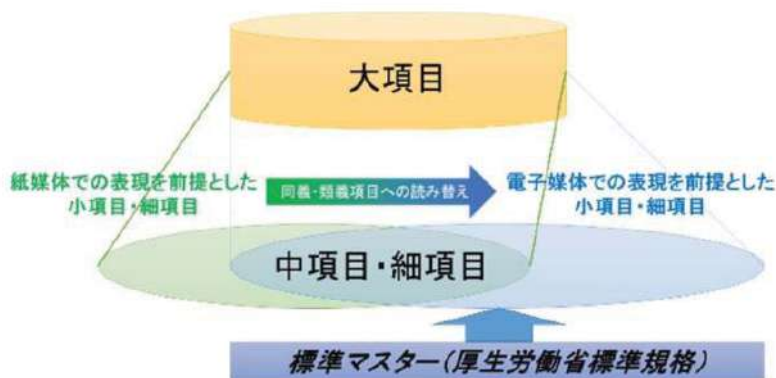 大項目
紙媒体での表現を前提とした
小項目・細項目
同義・類義項目への読み替え
電子媒体での表現を前提とした
小項目・細項目
中項目・細項目
標準マスター(厚生労働省標準規格)